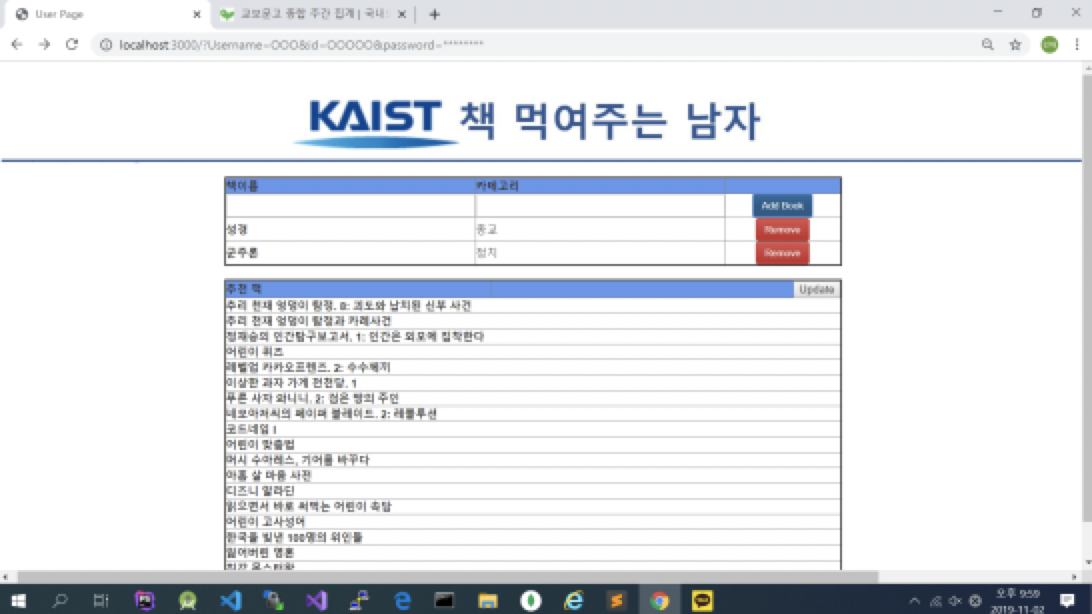 User Page
교보문고 종합 주간 집계 | 국내
localhost:3000/?Username=OOO&id=OOOOO&password=********
KAIST 책 먹여주는 남자
책이름 카테고리
Add Book
성경 종교 Remove
군주론 정치 Remove
추천 책 Update
추리 천재 엉덩이 탐정. 8: 괴도와 납치된 신부 사건
추리 천재 엉덩이 탐정과 카레사건
정재승의 인간탐구보고서. 1: 인간은 외모에 집착한다
어린이 퀴즈
레벨업 카카오프렌즈. 2: 수수께끼
이상한 과자 가게 전천당. 1
푸른 사자 와니니. 2: 검은 땅의 주인
네모아저씨의 페이퍼 블레이드. 2: 레볼루션
코드네임 I
어린이 맞춤법
머시 수아레스, 기어를 바꾸다
아홉 살 마음 사전
디즈니 알라딘
읽으면서 바로 써먹는 어린이 속담
어린이 고사성어
한국을 빛낸 100명의 위인들
잃어버린 영혼
오후 9:59
2019-11-02